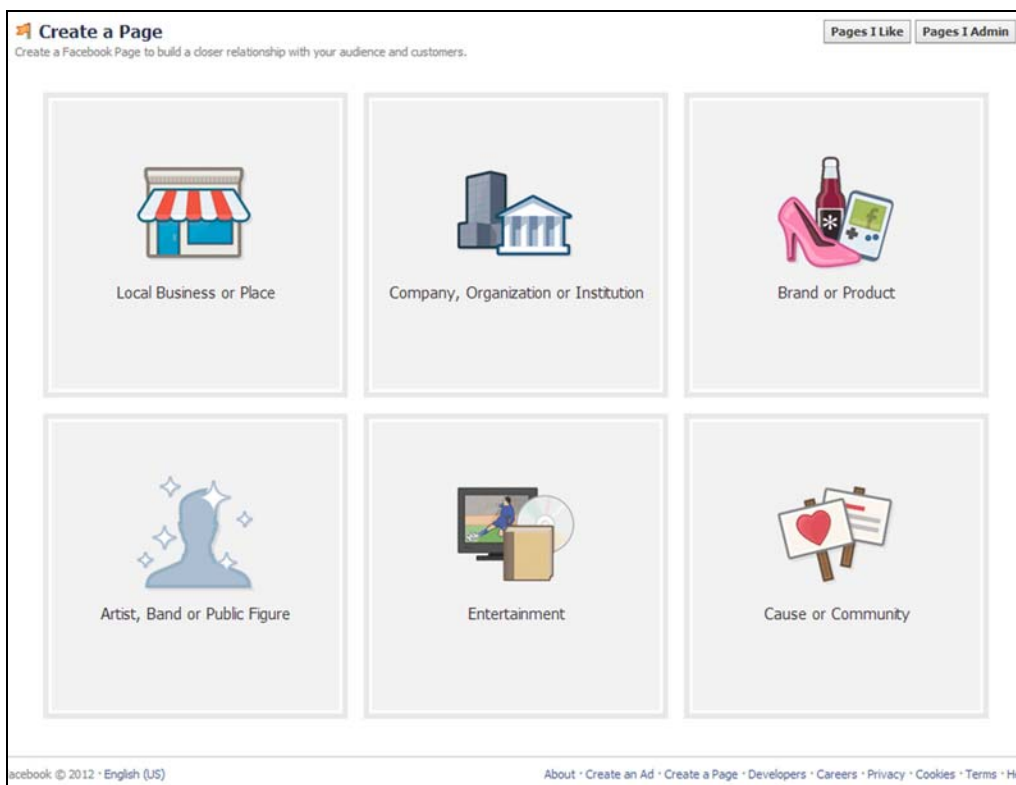 Create a Page
Pages I Like Pages I Admin
Create a Facebook Page to build a closer relationship with your audience and customers.
Local Business or Place
Company, Organization or Institution
Brand or Product
Artist, Band or Public Figure
Entertainment
Cause or Community
acebook © 2012 · English (US)
About · Create an Ad · Create a Page · Developers · Careers · Privacy · Cookies · Terms · H